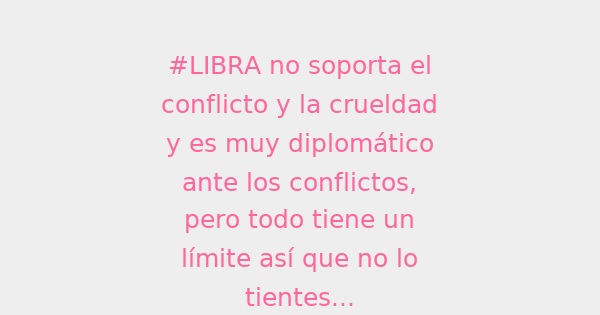 #LIBRA no soporta el
conflicto y la crueldad
y es muy diplomático
ante los conflictos,
pero todo tiene un
límite así que no lo
tientes...